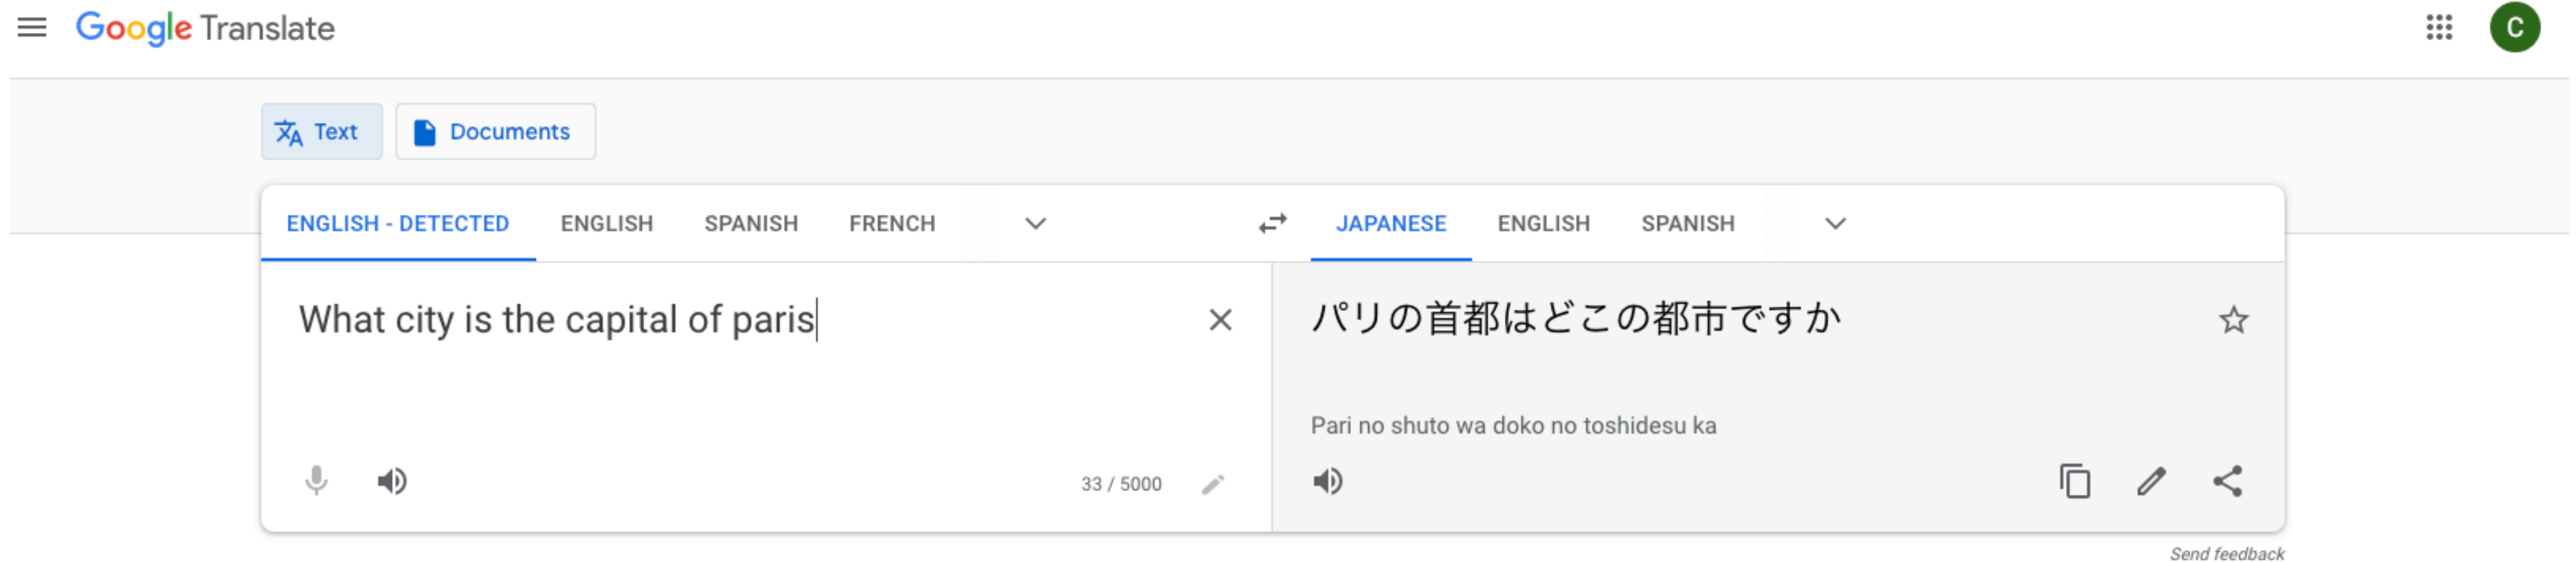 Google Translate
C
Text
Documents
ENGLISH - DETECTED
ENGLISH
SPANISH
FRENCH
JAPANESE
ENGLISH
SPANISH
What city is the capital of paris
パリの首都はどこの都市ですか
Pari no shuto wa doko no toshidesu ka
33 / 5000
Send feedback